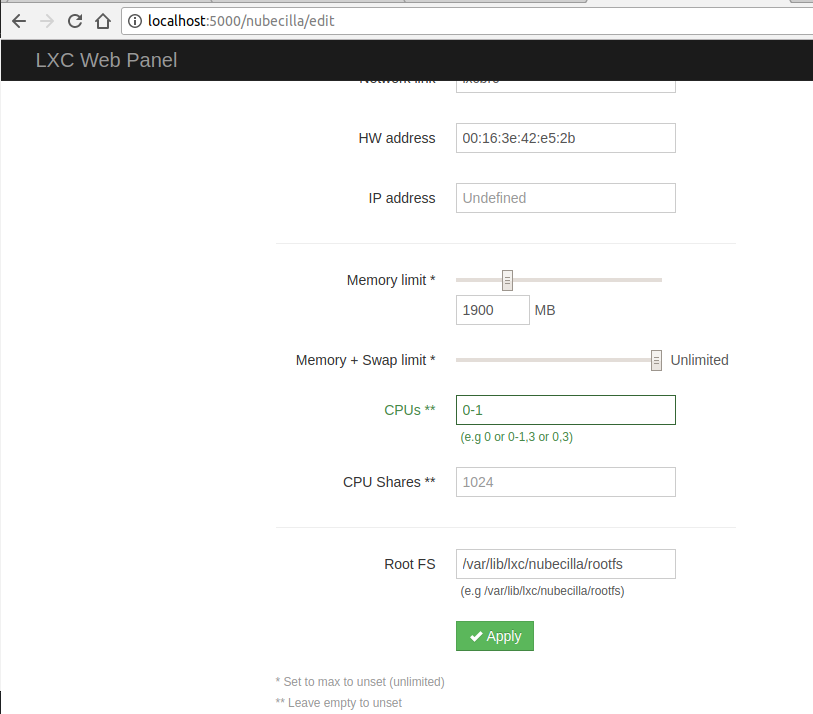 localhost:5000/nubecilla/edit
LXC Web Panel
Network link
HW address 00:16:3e:42:e5:2b
IP address Undefined
Memory limit *
1900 MB
Memory + Swap limit * Unlimited
CPUs ** 0-1
(e.g 0 or 0-1,3 or 0,3)
CPU Shares ** 1024
Root FS /var/lib/lxc/nubecilla/rootfs
(e.g /var/lib/lxc/nubecilla/rootfs)
Apply
* Set to max to unset (unlimited)
** Leave empty to unset